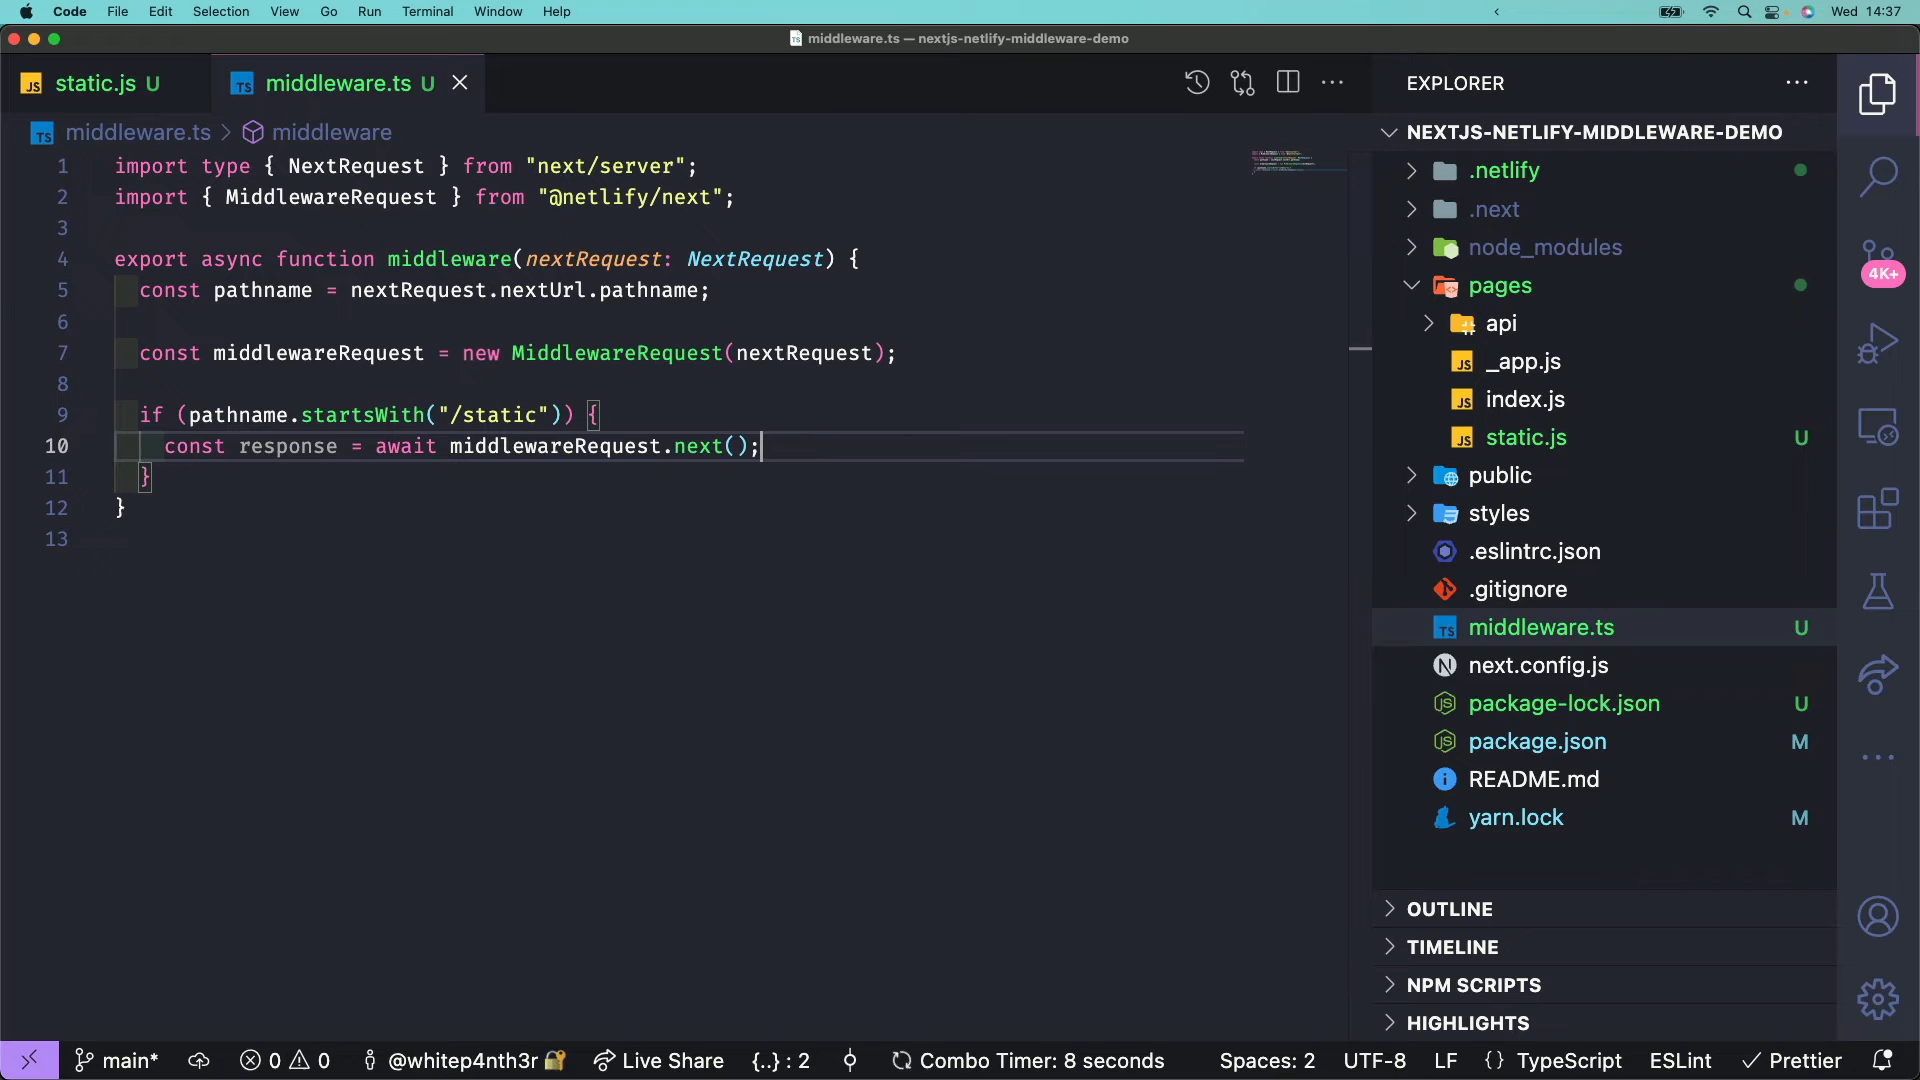 Code File Edit Selection View Go Run Terminal Window Help Wed 14:37
middleware.ts — nextjs-netlify-middleware-demo
static.js U middleware.ts U
middleware.ts > middleware
1 import type { NextRequest } from "next/server";
2 import { MiddlewareRequest } from "@netlify/next";
3
4 export async function middleware(nextRequest: NextRequest) {
5 const pathname = nextRequest.nextUrl.pathname;
6
7 const middlewareRequest = new MiddlewareRequest(nextRequest);
8
9 if (pathname.startsWith("/static")) {
10 const response = await middlewareRequest.next();
11 }
12 }
13
EXPLORER
NEXTJS-NETLIFY-MIDDLEWARE-DEMO
.netlify
.next
node_modules
pages
api
_app.js
index.js
static.js U
public
styles
.eslintrc.json
.gitignore
middleware.ts U
next.config.js
package-lock.json U
package.json M
README.md
yarn.lock M
OUTLINE
TIMELINE
NPM SCRIPTS
HIGHLIGHTS
4K+
main* 0 0 @whitep4nth3r Live Share {..} : 2 Combo Timer: 8 seconds Spaces: 2 UTF-8 LF {} TypeScript ESLint Prettier